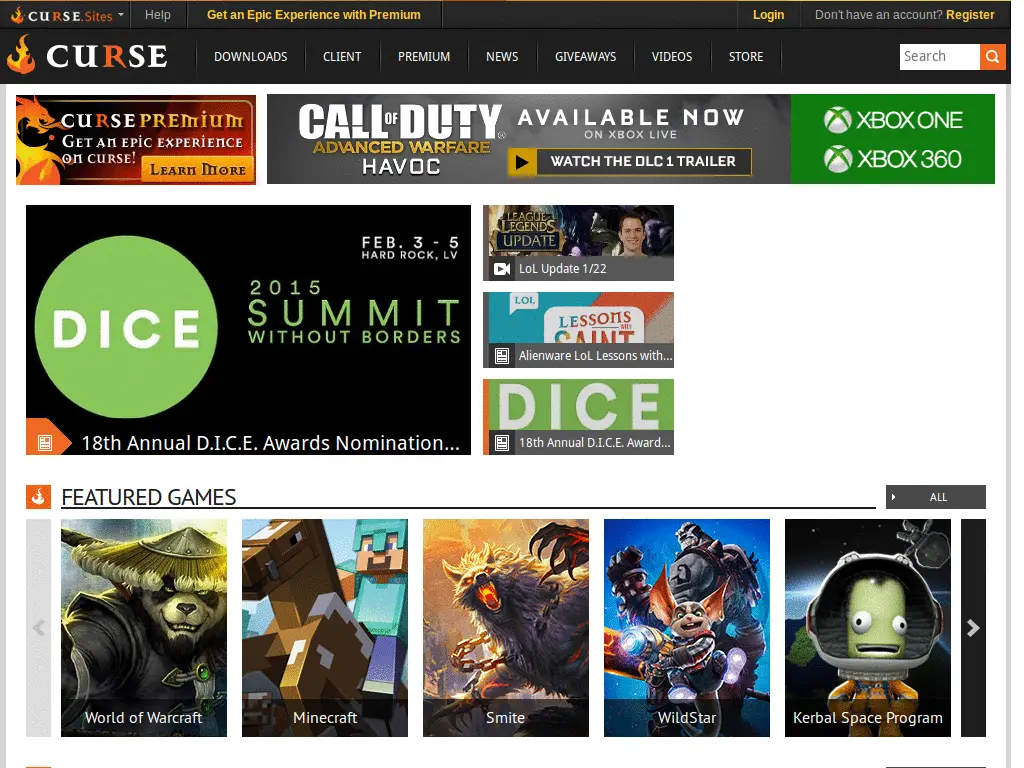 CURSE.Sites
Help
Get an Epic Experience with Premium
Login
Don't have an account? Register
CURSE
DOWNLOADS
CLIENT
PREMIUM
NEWS
GIVEAWAYS
VIDEOS
STORE
Search
CURSE PREMIUM
GET AN EPIC EXPERIENCE
ON CURSE!
LEARN MORE
CALL OF DUTY®
ADVANCED WARFARE
HAVOC
AVAILABLE NOW
ON XBOX LIVE
WATCH THE DLC 1 TRAILER
XBOX ONE
XBOX 360
DICE
FEB. 3 - 5
HARD ROCK, LV
2015
SUMMIT
WITHOUT BORDERS
18th Annual D.I.C.E. Awards Nomination...
LEAGUE of
LEGENDS
UPDATE
LoL Update 1/22
LOL
LESSONS WITH
SAINT
Alienware LoL Lessons with...
DICE
18th Annual D.I.C.E. Award...
FEATURED GAMES
ALL
World of Warcraft
Minecraft
Smite
WildStar
Kerbal Space Program